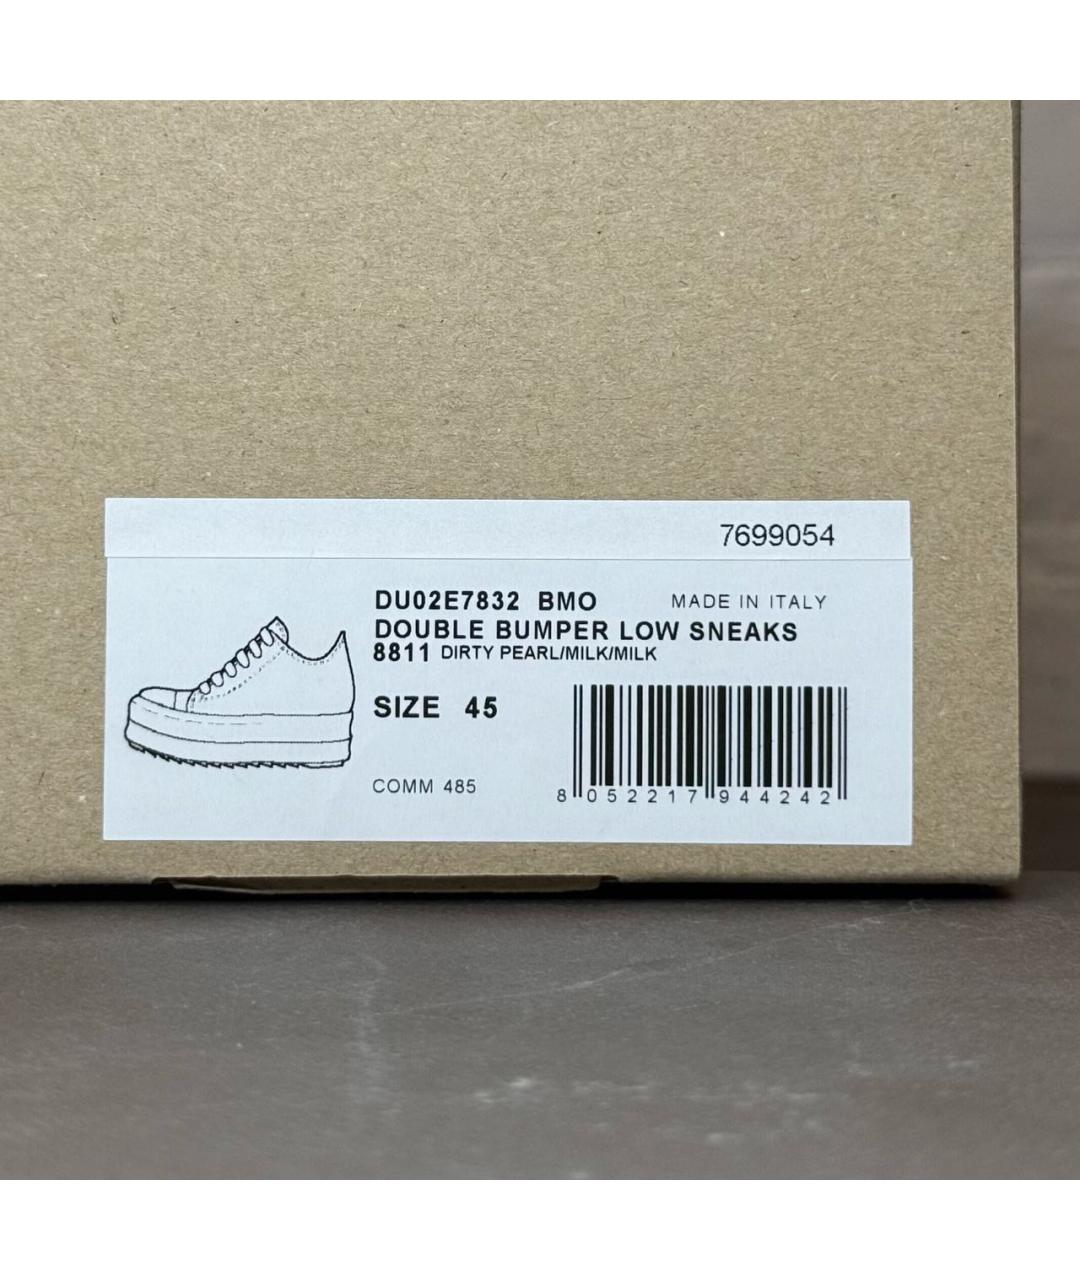 7699054
DU02E7832 BMO MADE IN ITALY
DOUBLE BUMPER LOW SNEAKS
8811 DIRTY PEARL/MILK/MILK
SIZE 45
COMM 485
8 052217 944242